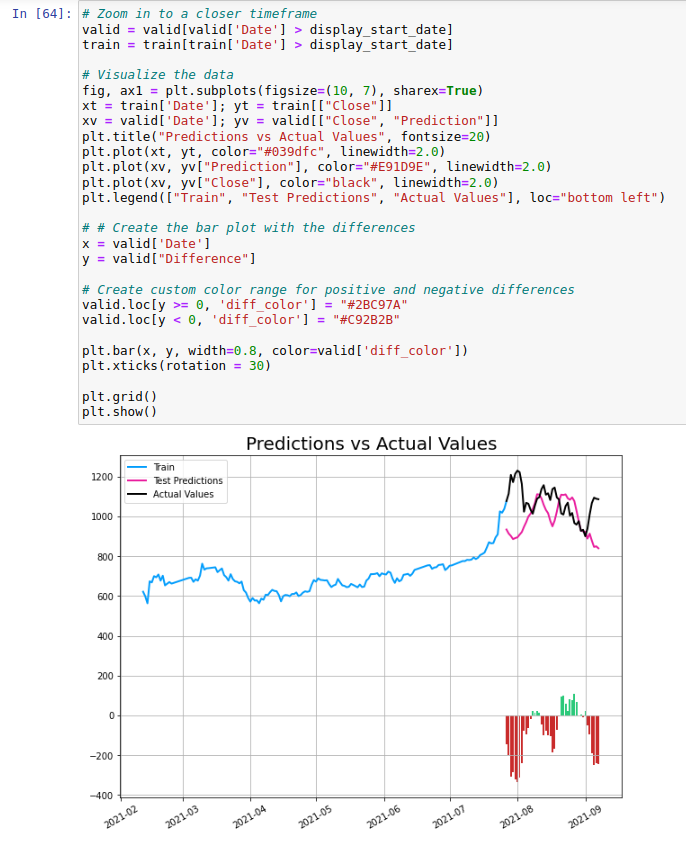 In [64]: # Zoom in to a closer timeframe
valid = valid[valid['Date'] > display_start_date]
train = train[train['Date'] > display_start_date]
# Visualize the data
fig, ax1 = plt.subplots(figsize=(10, 7), sharex=True)
xt = train['Date']; yt = train[["Close"]]
xv = valid['Date']; yv = valid[["Close", "Prediction"]]
plt.title("Predictions vs Actual Values", fontsize=20)
plt.plot(xt, yt, color="#039dfc", linewidth=2.0)
plt.plot(xv, yv["Prediction"], color="#E91D9E", linewidth=2.0)
plt.plot(xv, yv["Close"], color="black", linewidth=2.0)
plt.legend(["Train", "Test Predictions", "Actual Values"], loc="bottom left")
# # Create the bar plot with the differences
x = valid['Date']
y = valid["Difference"]
# Create custom color range for positive and negative differences
valid.loc[y >= 0, 'diff_color'] = "#2BC97A"
valid.loc[y < 0, 'diff_color'] = "#C92B2B"
plt.bar(x, y, width=0.8, color=valid['diff_color'])
plt.xticks(rotation = 30)
plt.grid()
plt.show()
Predictions vs Actual Values
Train
Test Predictions
Actual Values
1200
1000
800
600
400
200
0
−200
−400
2021-02
2021-03
2021-04
2021-05
2021-06
2021-07
2021-08
2021-09